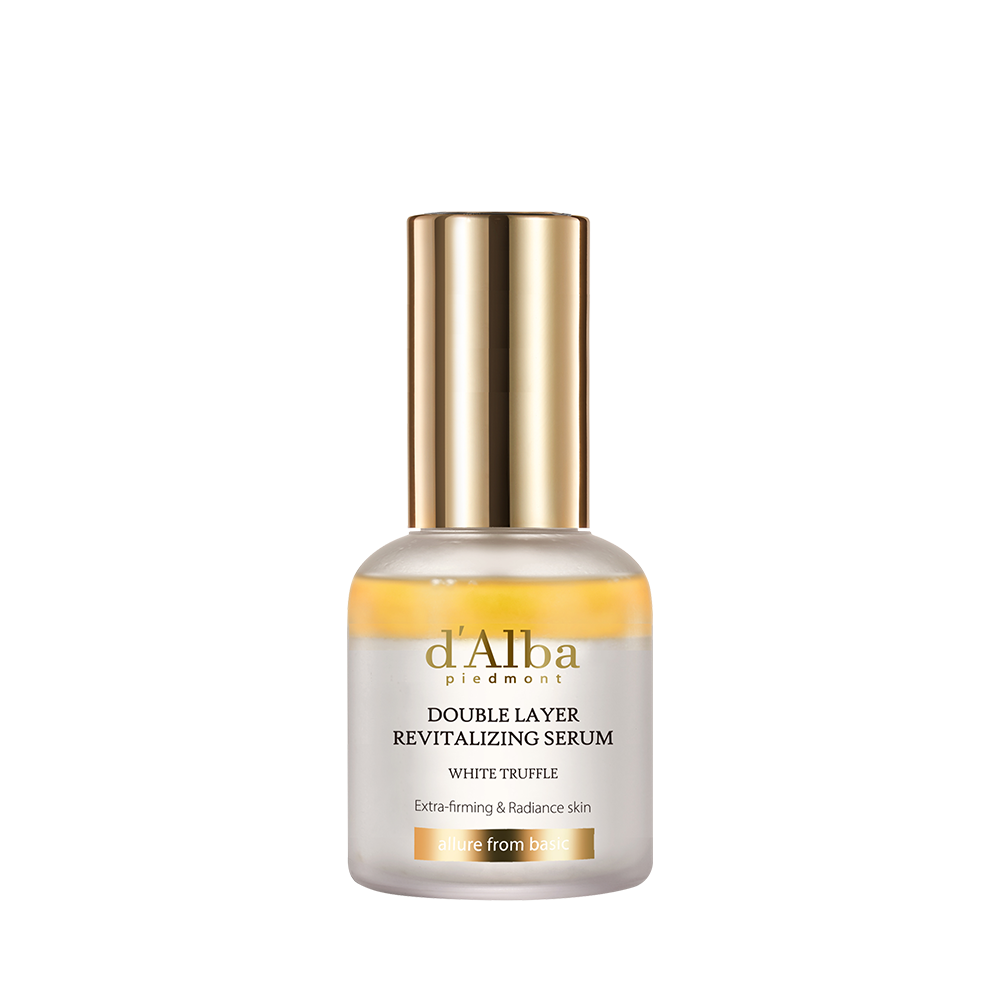 d'Alba
piedmont
DOUBLE LAYER
REVITALIZING SERUM
WHITE TRUFFLE
Extra-firming & Radiance skin
allure from basic